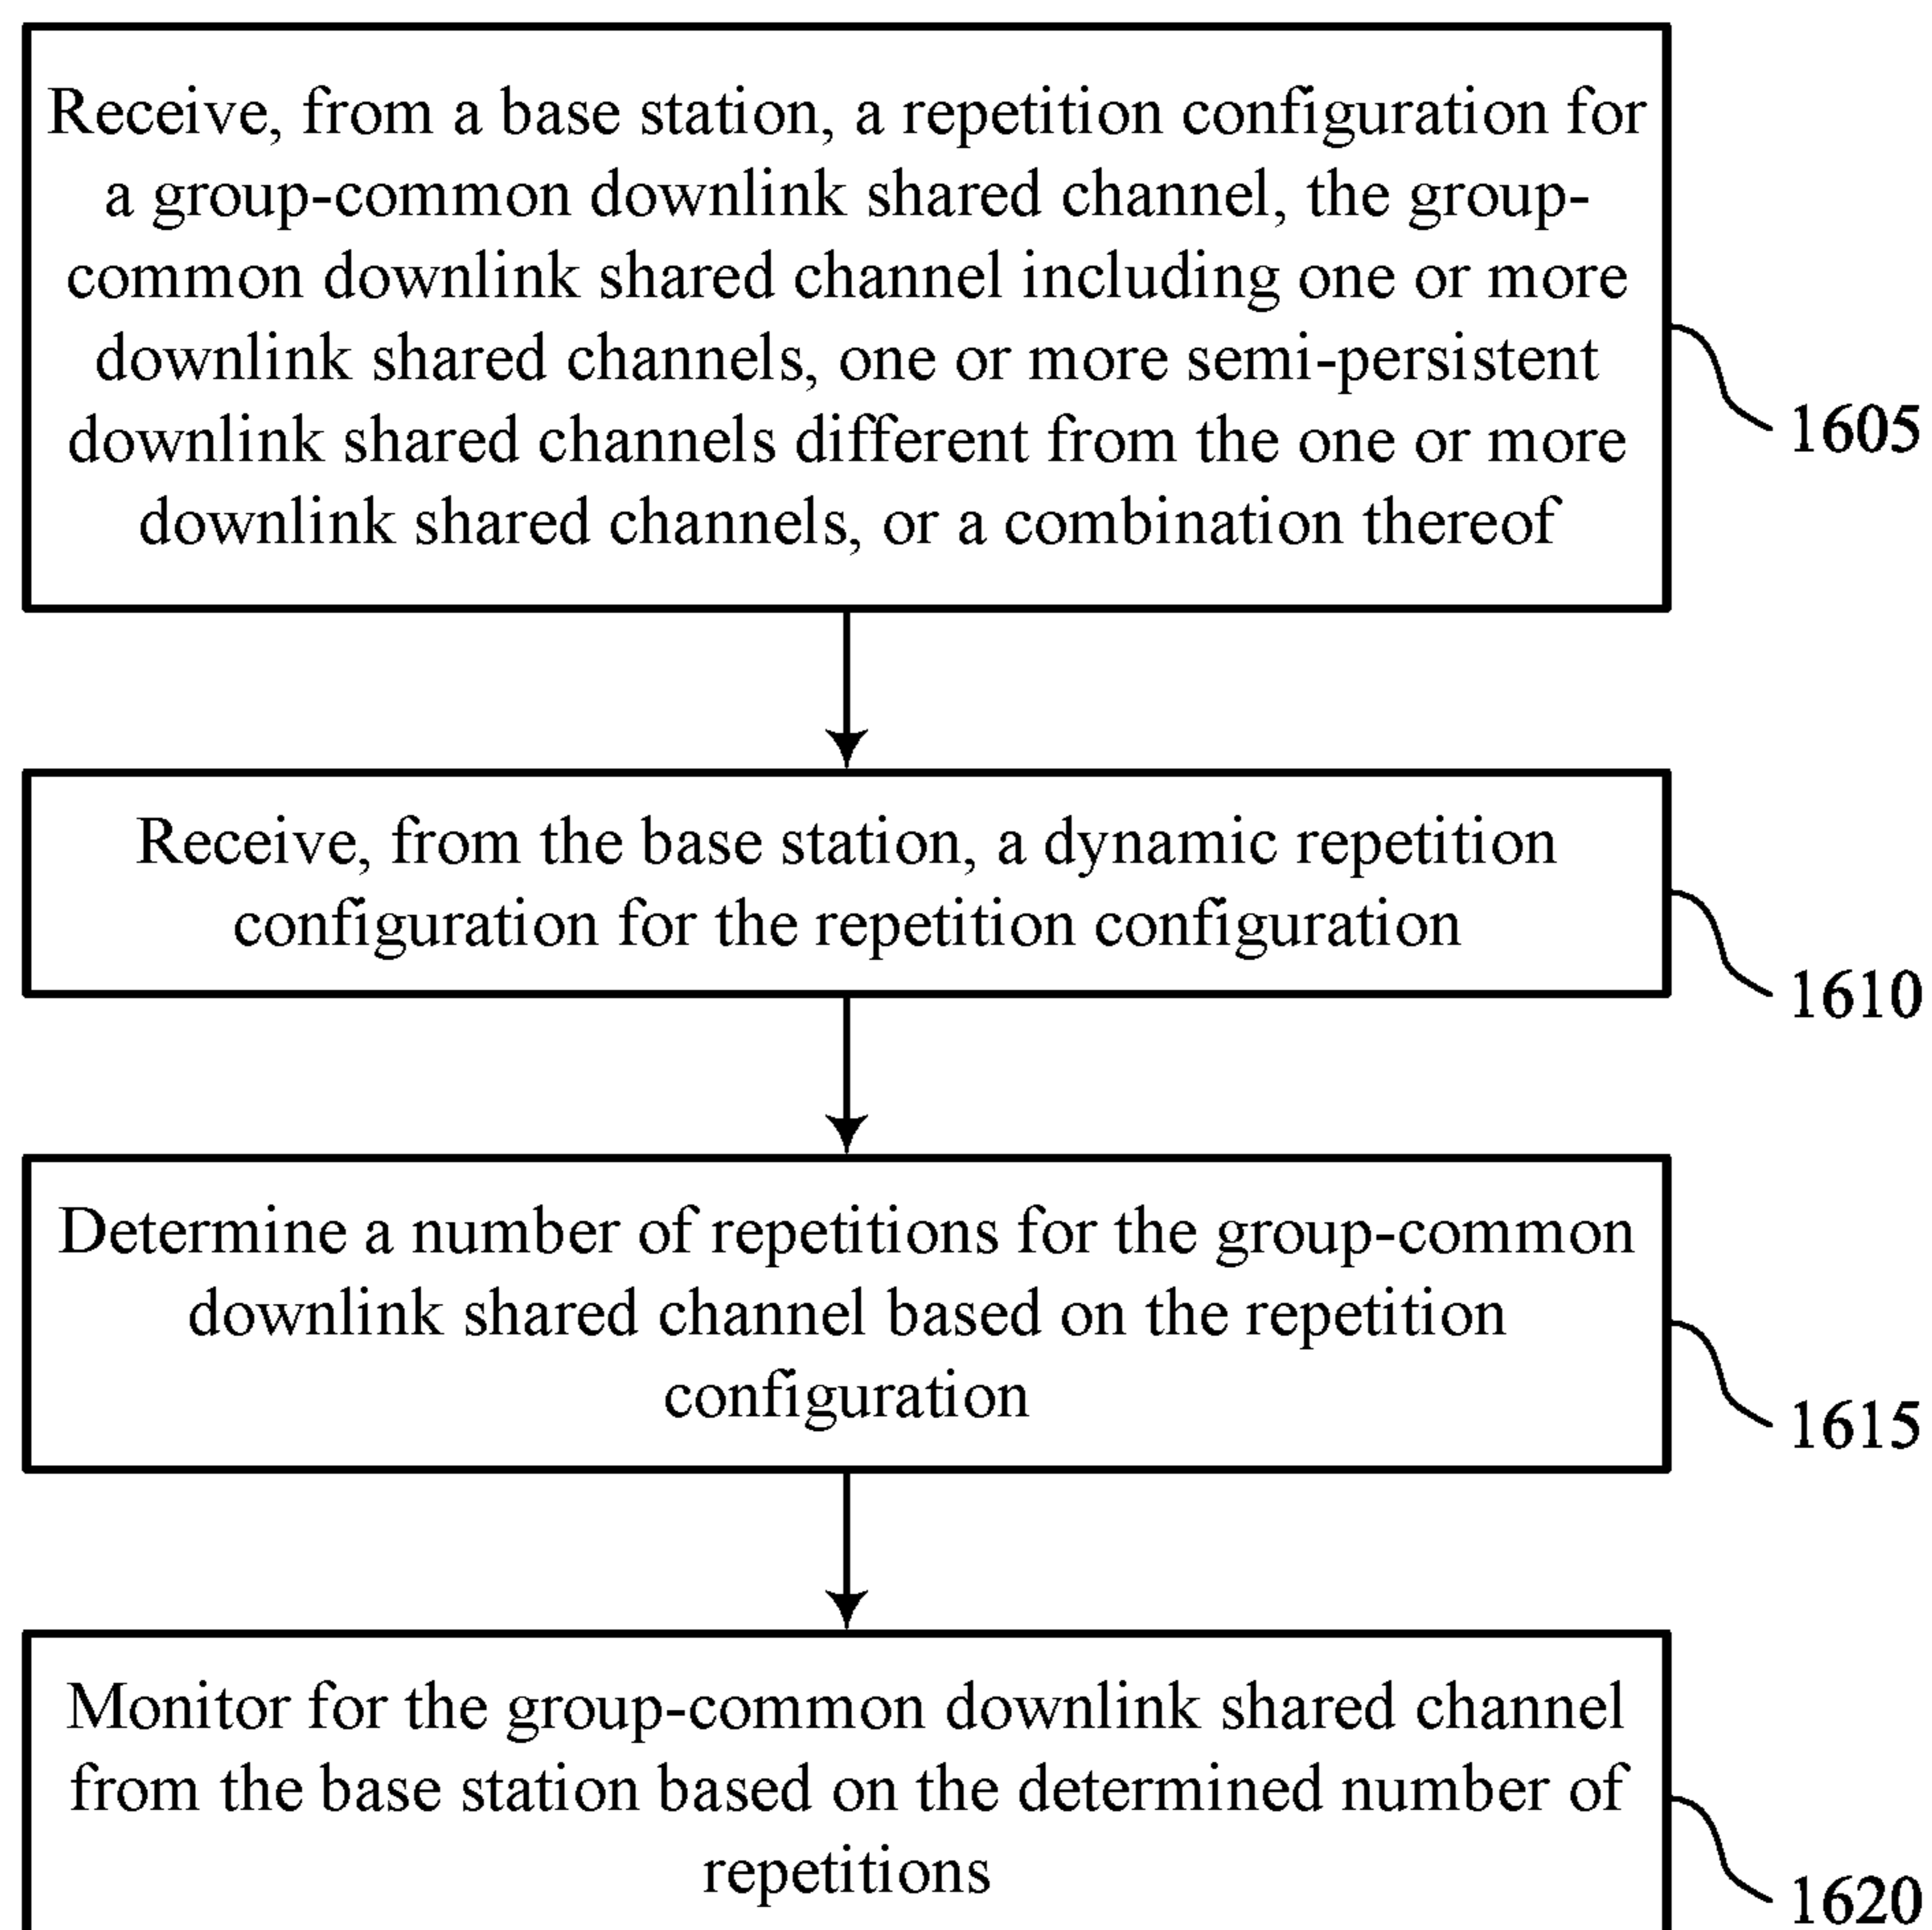 Receive, from a base station, a repetition configuration for
a group-common downlink shared channel, the group-
common downlink shared channel including one or more
downlink shared channels, one or more semi-persistent
downlink shared channels different from the one or more
downlink shared channels, or a combination thereof
1605
Receive, from the base station, a dynamic repetition
configuration for the repetition configuration
1610
Determine a number of repetitions for the group-common
downlink shared channel based on the repetition
configuration
1615
Monitor for the group-common downlink shared channel
from the base station based on the determined number of
repetitions
1620